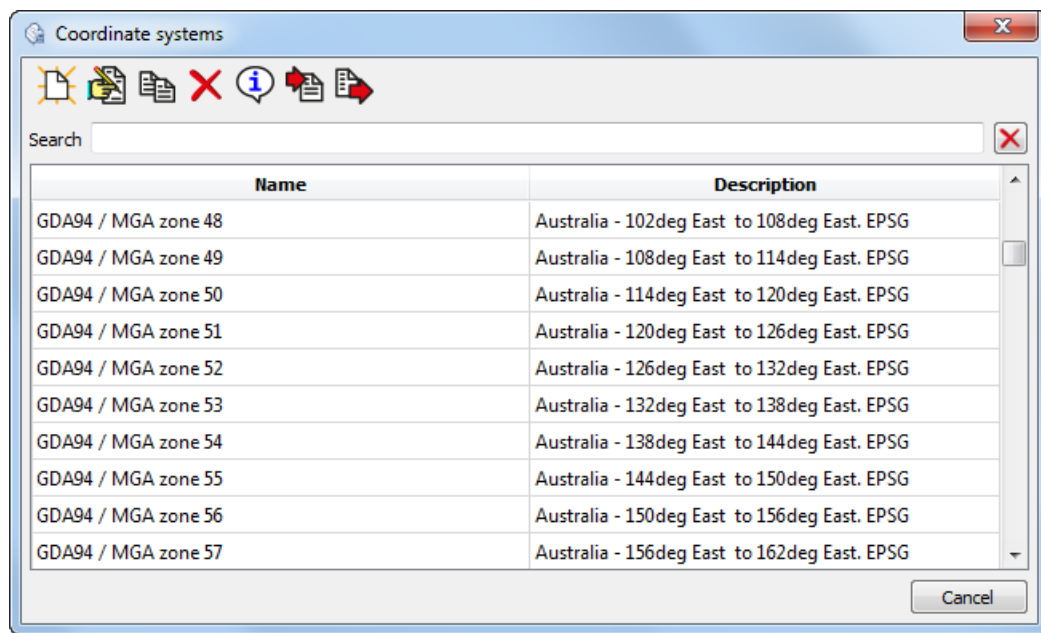 Coordinate systems
Search
Name Description
GDA94 / MGA zone 48 Australia - 102deg East to 108deg East. EPSG
GDA94 / MGA zone 49 Australia - 108deg East to 114deg East. EPSG
GDA94 / MGA zone 50 Australia - 114deg East to 120deg East. EPSG
GDA94 / MGA zone 51 Australia - 120deg East to 126deg East. EPSG
GDA94 / MGA zone 52 Australia - 126deg East to 132deg East. EPSG
GDA94 / MGA zone 53 Australia - 132deg East to 138deg East. EPSG
GDA94 / MGA zone 54 Australia - 138deg East to 144deg East. EPSG
GDA94 / MGA zone 55 Australia - 144deg East to 150deg East. EPSG
GDA94 / MGA zone 56 Australia - 150deg East to 156deg East. EPSG
GDA94 / MGA zone 57 Australia - 156deg East to 162deg East. EPSG
Cancel